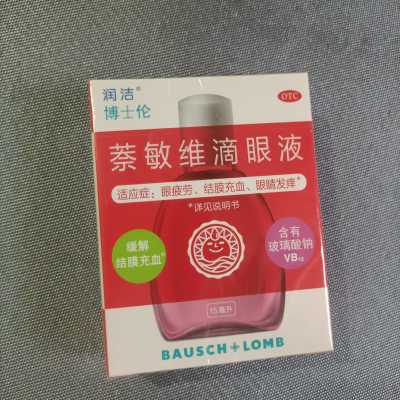 润洁®
博士伦
OTC
萘敏维滴眼液
适应症：眼疲劳、结膜充血、眼睛发痒*
*详见说明书
缓解
结膜充血*
含有
玻璃酸钠
VB12
15毫升
BAUSCH+LOMB